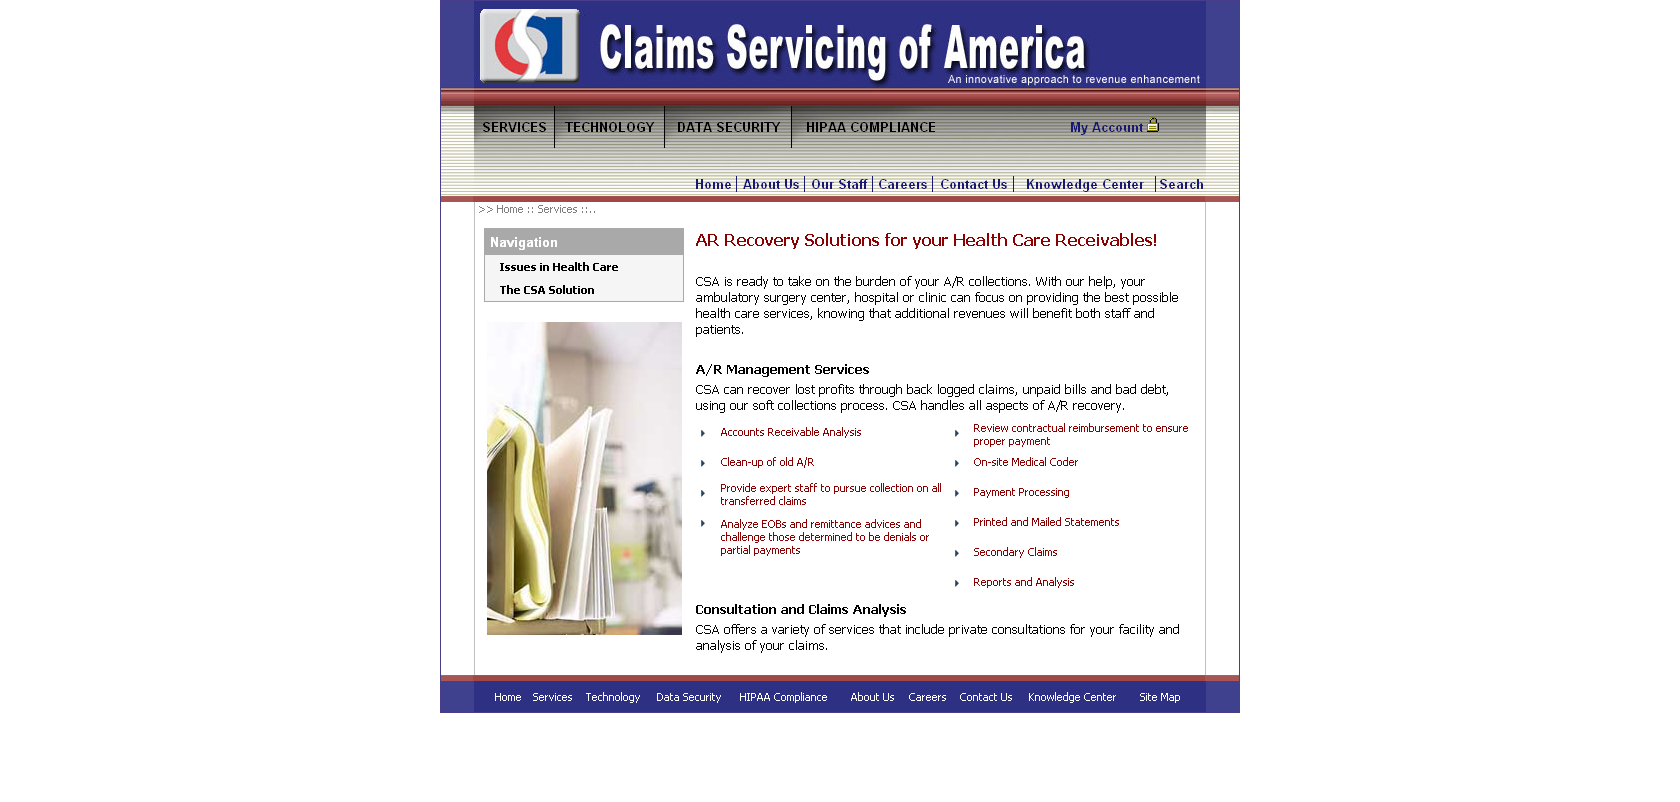 Claims Servicing of America
An innovative approach to revenue enhancement
SERVICES TECHNOLOGY DATA SECURITY HIPAA COMPLIANCE My Account
Home About Us Our Staff Careers Contact Us Knowledge Center Search
>> Home :: Services ::..
Navigation
Issues in Health Care
The CSA Solution
AR Recovery Solutions for your Health Care Receivables!
CSA is ready to take on the burden of your A/R collections. With our help, your
ambulatory surgery center, hospital or clinic can focus on providing the best possible
health care services, knowing that additional revenues will benefit both staff and
patients.
A/R Management Services
CSA can recover lost profits through back logged claims, unpaid bills and bad debt,
using our soft collections process. CSA handles all aspects of A/R recovery.
Accounts Receivable Analysis
Clean-up of old A/R
Provide expert staff to pursue collection on all
transferred claims
Analyze EOBs and remittance advices and
challenge those determined to be denials or
partial payments
Review contractual reimbursement to ensure
proper payment
On-site Medical Coder
Payment Processing
Printed and Mailed Statements
Secondary Claims
Reports and Analysis
Consultation and Claims Analysis
CSA offers a variety of services that include private consultations for your facility and
analysis of your claims.
Home Services Technology Data Security HIPAA Compliance About Us Careers Contact Us Knowledge Center Site Map